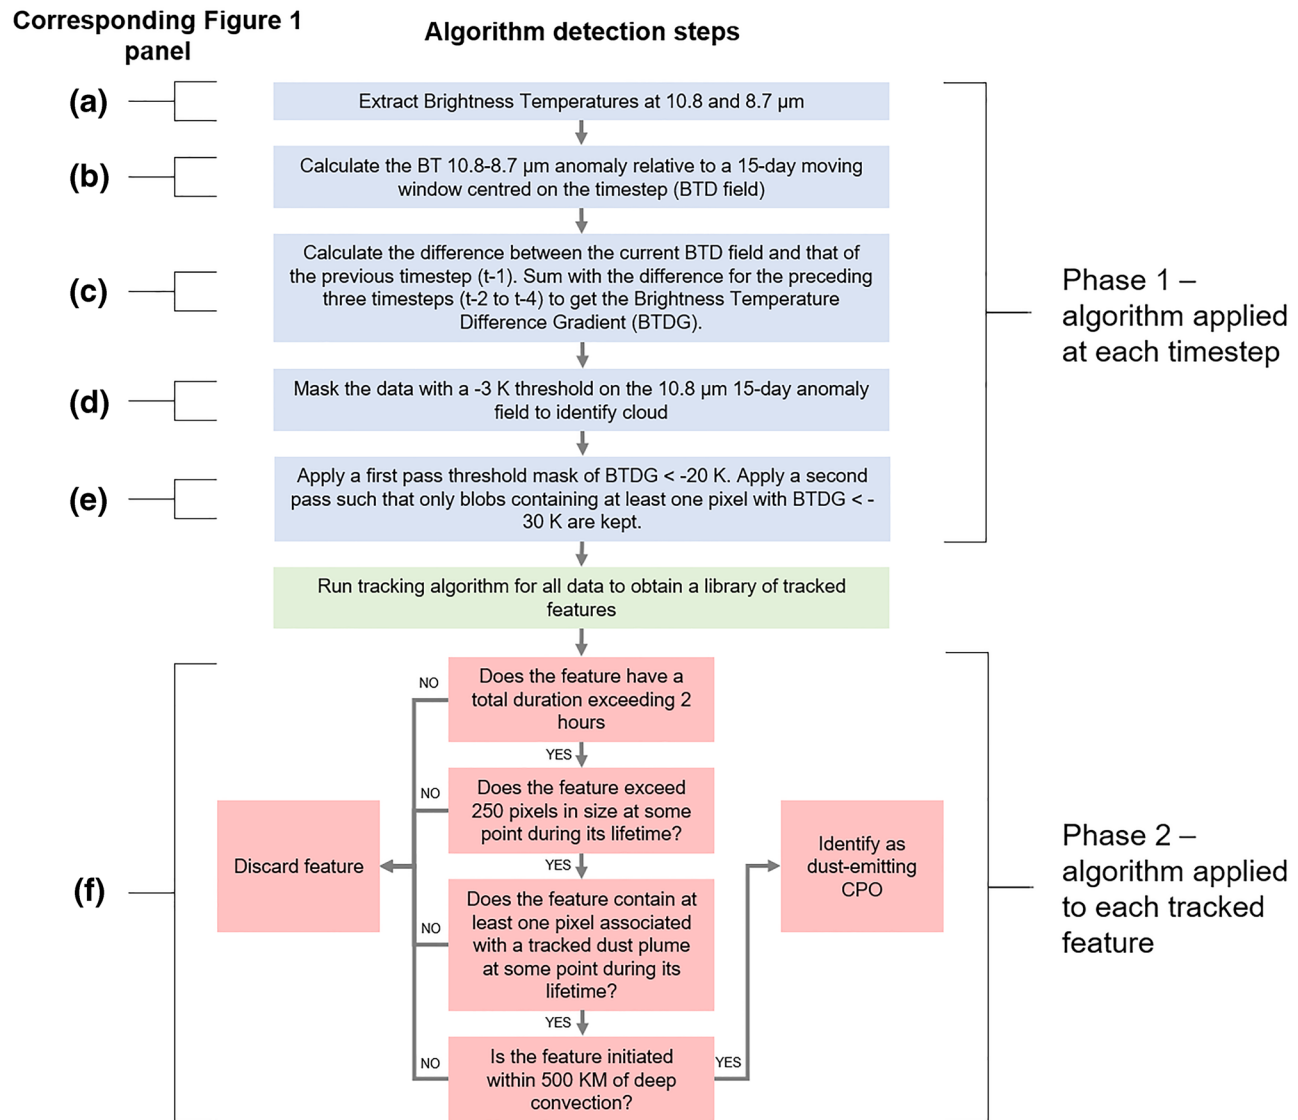 Corresponding Figure 1
panel
Algorithm detection steps
(a)
Extract Brightness Temperatures at 10.8 and 8.7 µm
(b)
Calculate the BT 10.8-8.7 µm anomaly relative to a 15-day moving
window centred on the timestep (BTD field)
(c)
Calculate the difference between the current BTD field and that of
the previous timestep (t-1). Sum with the difference for the preceding
three timesteps (t-2 to t-4) to get the Brightness Temperature
Difference Gradient (BTDG).
Phase 1 –
algorithm applied
at each timestep
(d)
Mask the data with a -3 K threshold on the 10.8 µm 15-day anomaly
field to identify cloud
(e)
Apply a first pass threshold mask of BTDG < -20 K. Apply a second
pass such that only blobs containing at least one pixel with BTDG < -
30 K are kept.
Run tracking algorithm for all data to obtain a library of tracked
features
(f)
Does the feature have a
total duration exceeding 2
hours
NO
YES
Does the feature exceed
250 pixels in size at some
point during its lifetime?
NO
YES
Discard feature
Does the feature contain at
least one pixel associated
with a tracked dust plume
at some point during its
lifetime?
NO
YES
Is the feature initiated
within 500 KM of deep
convection?
NO
YES
Identify as
dust-emitting
CPO
Phase 2 –
algorithm applied
to each tracked
feature